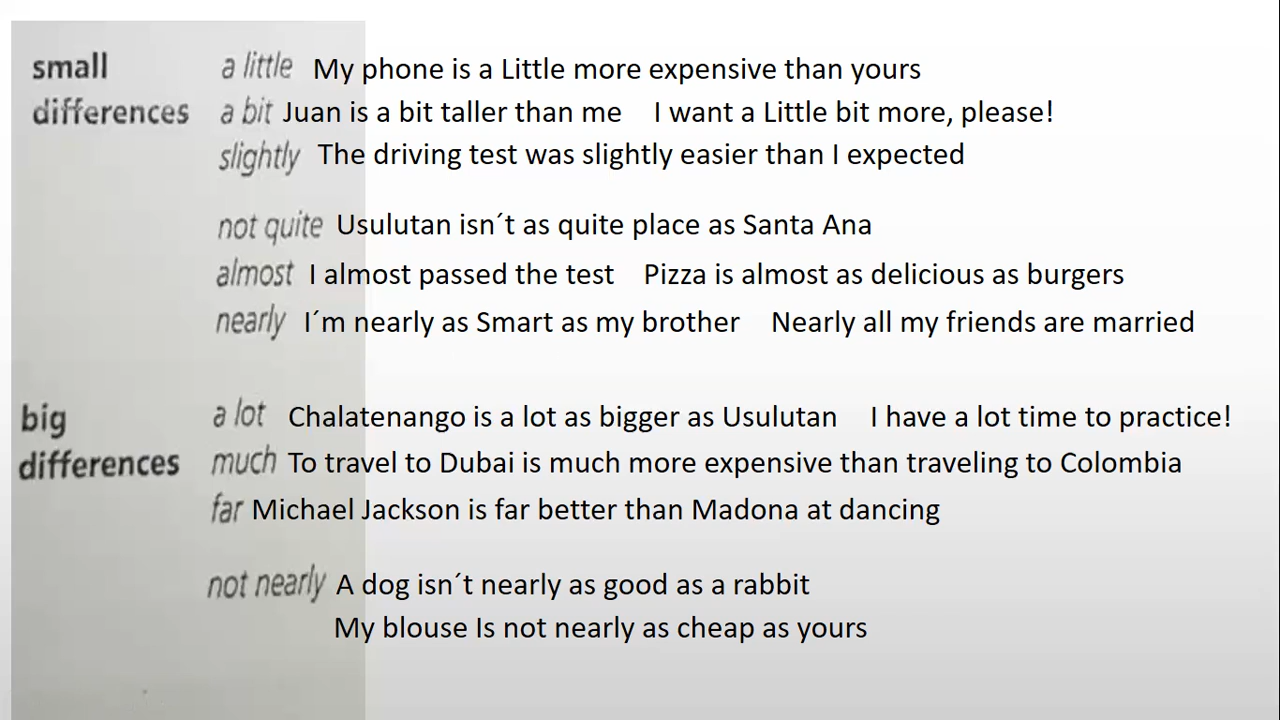 small a little My phone is a Little more expensive than yours
differences a bit Juan is a bit taller than me I want a Little bit more, please!
slightly The driving test was slightly easier than I expected
not quite Usulutan isn´t as quite place as Santa Ana
almost I almost passed the test Pizza is almost as delicious as burgers
nearly I´m nearly as Smart as my brother Nearly all my friends are married
big a lot Chalatenango is a lot as bigger as Usulutan I have a lot time to practice!
differences much To travel to Dubai is much more expensive than traveling to Colombia
far Michael Jackson is far better than Madona at dancing
not nearly A dog isn´t nearly as good as a rabbit
My blouse Is not nearly as cheap as yours